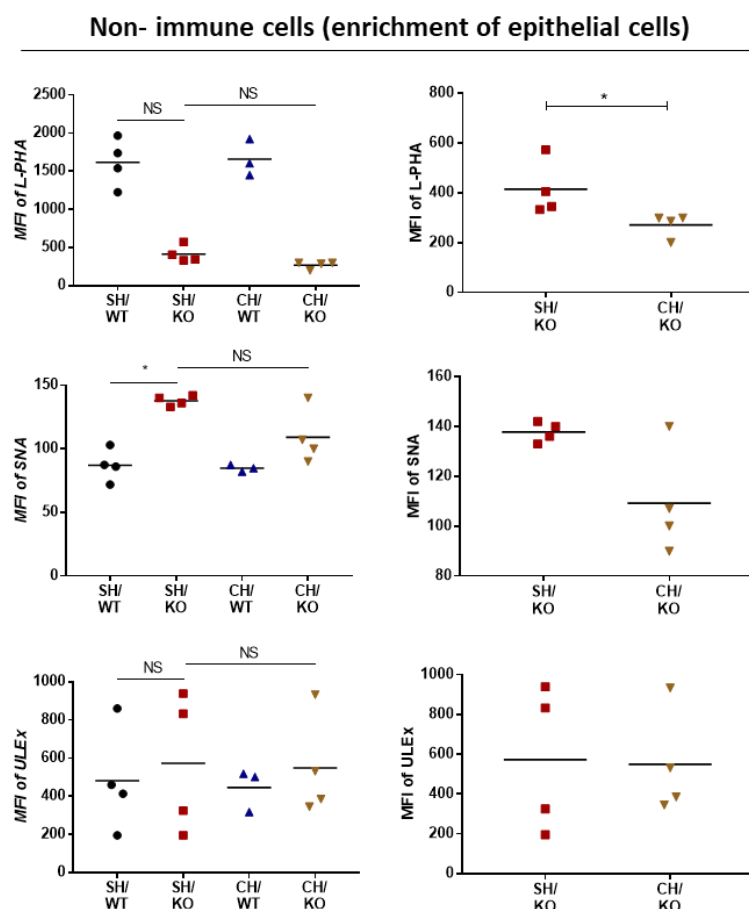 Non- immune cells (enrichment of epithelial cells)
MFI of L-PHA
2500
2000
1500
1000
500
0
NS
NS
SH/
WT
SH/
KO
CH/
WT
CH/
KO
MFI of L-PHA
800
600
400
200
0
*
SH/
KO
CH/
KO
MFI of SNA
150
100
50
0
*
NS
SH/
WT
SH/
KO
CH/
WT
CH/
KO
MFI of SNA
160
140
120
100
80
SH/
KO
CH/
KO
MFI of ULEx
1000
800
600
400
200
0
NS
NS
SH/
WT
SH/
KO
CH/
WT
CH/
KO
MFI of ULEx
1000
800
600
400
200
0
SH/
KO
CH/
KO